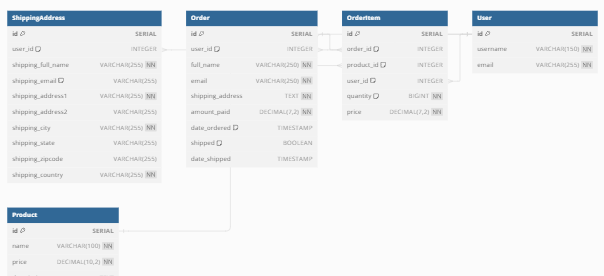 ShippingAddress
id SERIAL
user_id INTEGER
shipping_full_name VARCHAR(255) NN
shipping_email VARCHAR(255)
shipping_address1 VARCHAR(255) NN
shipping_address2 VARCHAR(255)
shipping_city VARCHAR(255) NN
shipping_state VARCHAR(255)
shipping_zipcode VARCHAR(255)
shipping_country VARCHAR(255) NN
Order
id SERIAL
user_id INTEGER
full_name VARCHAR(250) NN
email VARCHAR(250) NN
shipping_address TEXT NN
amount_paid DECIMAL(7,2) NN
date_ordered TIMESTAMP
shipped BOOLEAN
date_shipped TIMESTAMP
OrderItem
id SERIAL
order_id INTEGER
product_id INTEGER
user_id INTEGER
quantity BIGINT NN
price DECIMAL(7,2) NN
User
id SERIAL
username VARCHAR(150) NN
email VARCHAR(255) NN
Product
id SERIAL
name VARCHAR(100) NN
price DECIMAL(10,2) NN